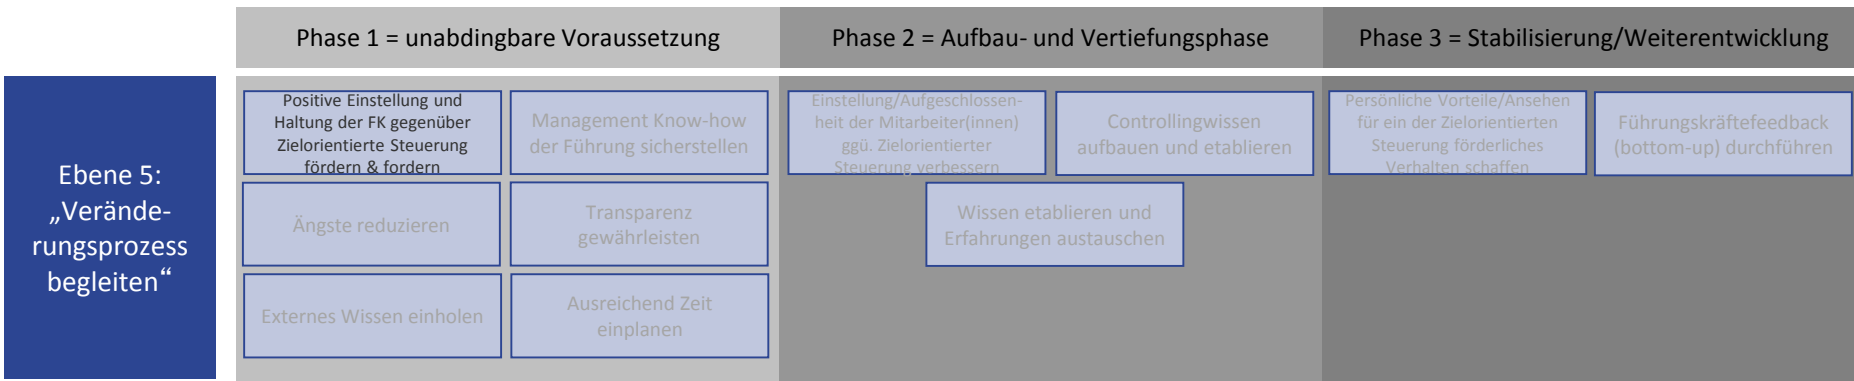 Phase 1 = unabdingbare Voraussetzung
Phase 2 = Aufbau- und Vertiefungsphase
Phase 3 = Stabilisierung/Weiterentwicklung
Ebene 5:
„Verände-
rungsprozess
begleiten“
Positive Einstellung und
Haltung der FK gegenüber
Zielorientierte Steuerung
fördern & fordern
Management Know-how
der Führung sicherstellen
Ängste reduzieren
Transparenz
gewährleisten
Externes Wissen einholen
Ausreichend Zeit
einplanen
Einstellung/Aufgeschlossen-
heit der Mitarbeiter(innen)
ggü. Zielorientierter
Steuerung verbessern
Controllingwissen
aufbauen und etablieren
Wissen etablieren und
Erfahrungen austauschen
Persönliche Vorteile/Ansehen
für ein der Zielorientierten
Steuerung förderliches
Verhalten schaffen
Führungskräftefeedback
(bottom-up) durchführen